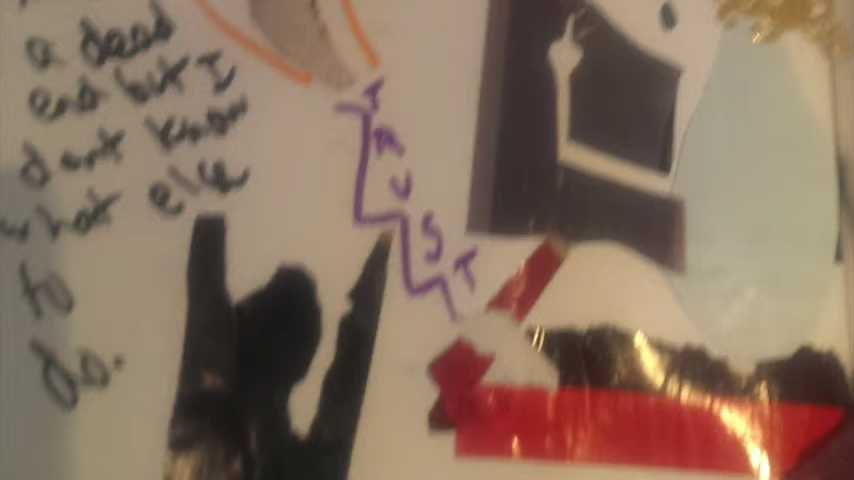 a dead
end but I
dont know
what else
to
do.
TRUST